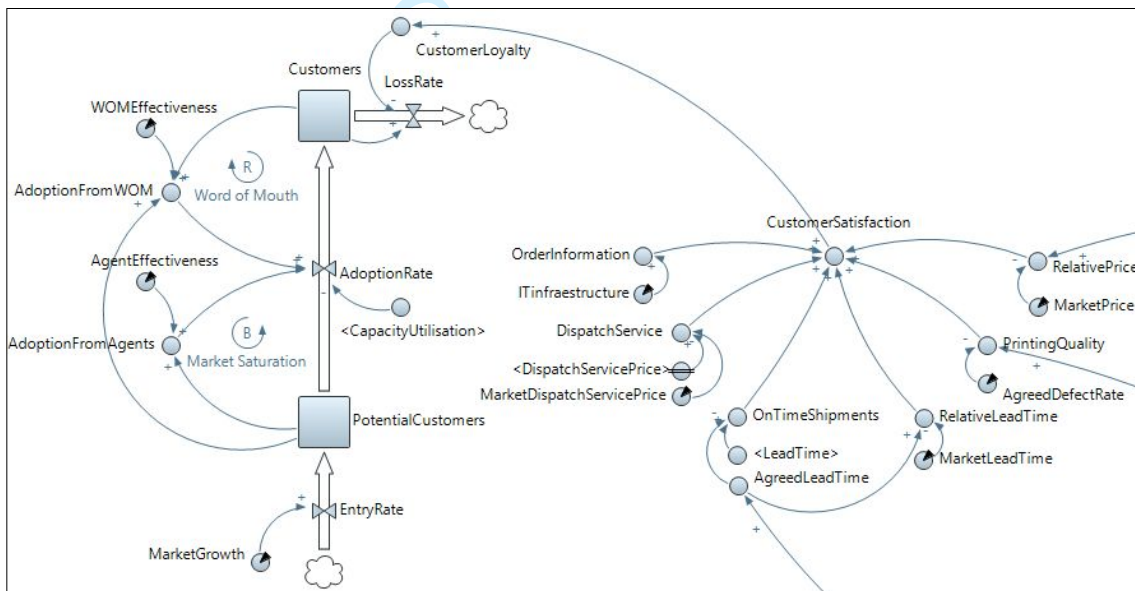 CustomerLoyalty
Customers
LossRate
WOMEffectiveness
R
Word of Mouth
AdoptionFromWOM
AgentEffectiveness
AdoptionRate
<CapacityUtilisation>
B
Market Saturation
AdoptionFromAgents
PotentialCustomers
EntryRate
MarketGrowth
CustomerSatisfaction
OrderInformation
ITinfraestructure
DispatchService
<DispatchServicePrice>
MarketDispatchServicePrice
OnTimeShipments
<LeadTime>
AgreedLeadTime
RelativePrice
MarketPrice
PrintingQuality
AgreedDefectRate
RelativeLeadTime
MarketLeadTime